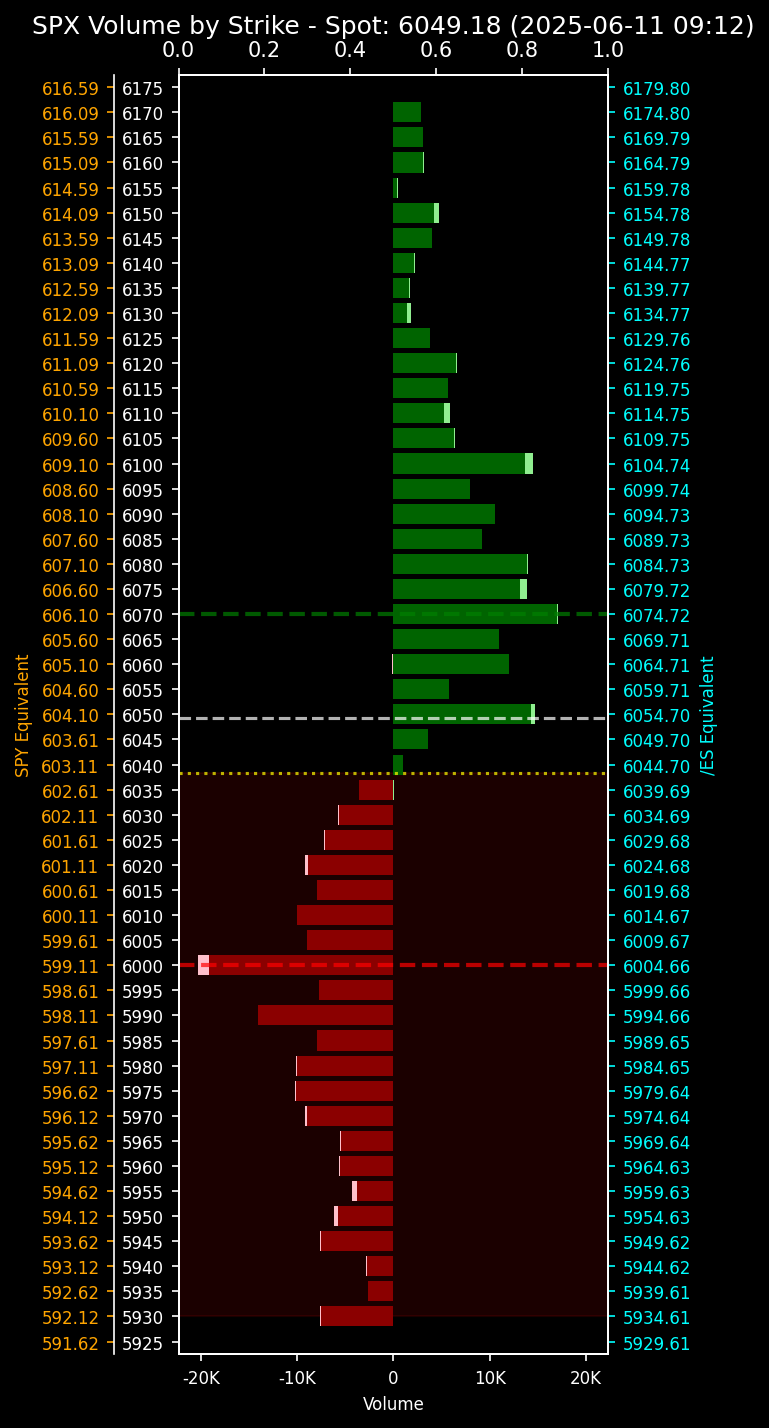 SPX Volume by Strike - Spot: 6049.18 (2025-06-11 09:12)
0.0 0.2 0.4 0.6 0.8 1.0
616.59 6175 6179.80
616.09 6170 6174.80
615.59 6165 6169.79
615.09 6160 6164.79
614.59 6155 6159.78
614.09 6150 6154.78
613.59 6145 6149.78
613.09 6140 6144.77
612.59 6135 6139.77
612.09 6130 6134.77
611.59 6125 6129.76
611.09 6120 6124.76
610.59 6115 6119.75
610.10 6110 6114.75
609.60 6105 6109.75
609.10 6100 6104.74
608.60 6095 6099.74
608.10 6090 6094.73
607.60 6085 6089.73
607.10 6080 6084.73
606.60 6075 6079.72
606.10 6070 6074.72
605.60 6065 6069.71
605.10 6060 6064.71
604.60 6055 6059.71
604.10 6050 6054.70
603.61 6045 6049.70
603.11 6040 6044.70
602.61 6035 6039.69
602.11 6030 6034.69
601.61 6025 6029.68
601.11 6020 6024.68
600.61 6015 6019.68
600.11 6010 6014.67
599.61 6005 6009.67
599.11 6000 6004.66
598.61 5995 5999.66
598.11 5990 5994.66
597.61 5985 5989.65
597.11 5980 5984.65
596.62 5975 5979.64
596.12 5970 5974.64
595.62 5965 5969.64
595.12 5960 5964.63
594.62 5955 5959.63
594.12 5950 5954.63
593.62 5945 5949.62
593.12 5940 5944.62
592.62 5935 5939.61
592.12 5930 5934.61
591.62 5925 5929.61
SPY Equivalent
/ES Equivalent
-20K -10K 0 10K 20K
Volume